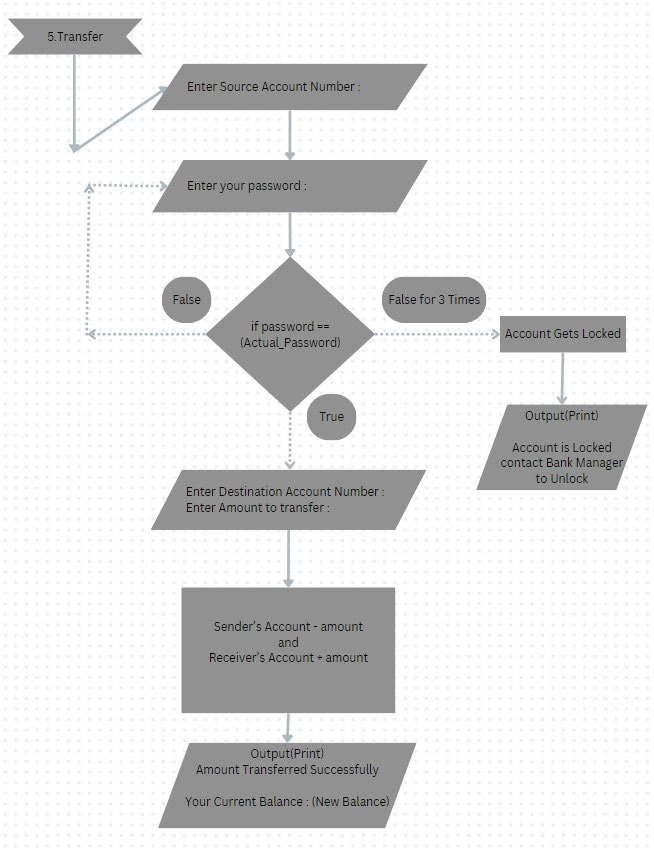 5.Transfer
Enter Source Account Number :
Enter your password :
False
False for 3 Times
if password ==
(Actual_Password)
Account Gets Locked
True
Output(Print)
Account is Locked
contact Bank Manager
to Unlock
Enter Destination Account Number :
Enter Amount to transfer :
Sender's Account - amount
and
Receiver's Account + amount
Output(Print)
Amount Transferred Successfully
Your Current Balance : (New Balance)